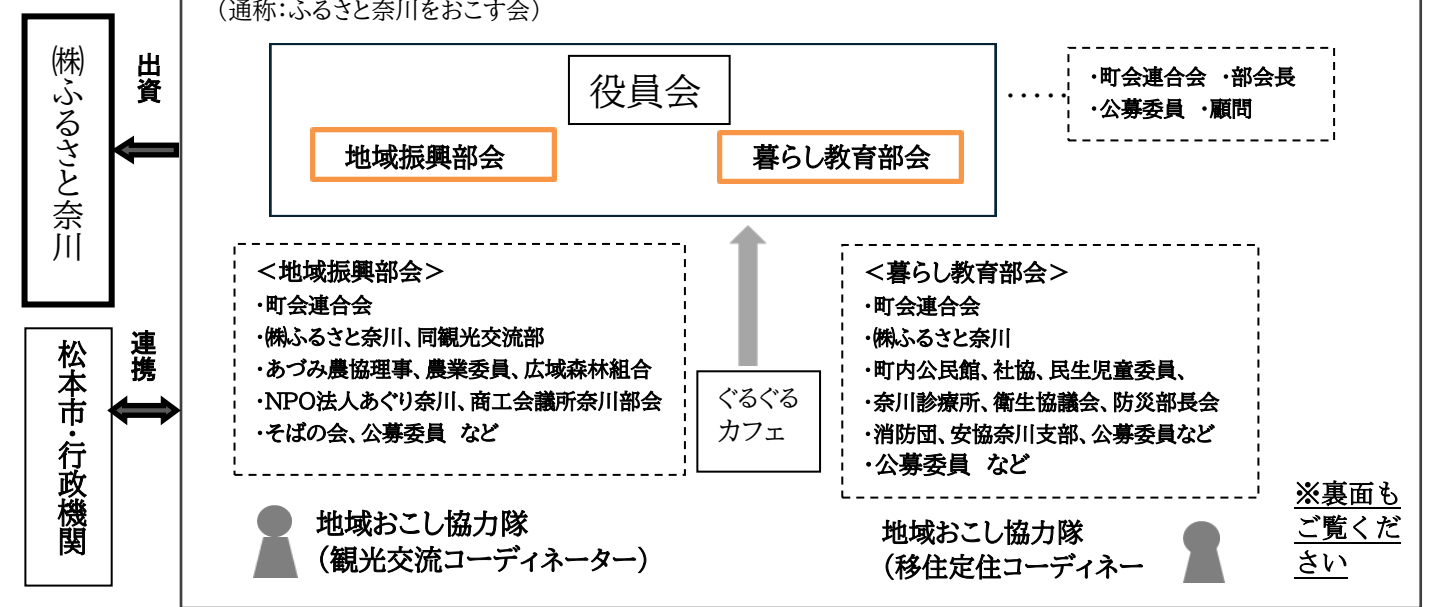 (通称：ふるさと奈川をおこす会)
㈱ふるさと奈川
出資
役員会
地域振興部会
暮らし教育部会
・・・・・
・町会連合会 ・部会長
・公募委員 ・顧問
松本市・行政機関
連携
＜地域振興部会＞
・町会連合会
・㈱ふるさと奈川、同観光交流部
・あづみ農協理事、農業委員、広域森林組合
・NPO法人あぐり奈川、商工会議所奈川部会
・そばの会、公募委員 など
ぐるぐる
カフェ
＜暮らし教育部会＞
・町会連合会
・㈱ふるさと奈川
・町内公民館、社協、民生児童委員、
・奈川診療所、衛生協議会、防災部長会
・消防団、安協奈川支部、公募委員など
・公募委員 など
地域おこし協力隊
（観光交流コーディネーター）
地域おこし協力隊
（移住定住コーディネー
※裏面も
ご覧くだ
さい